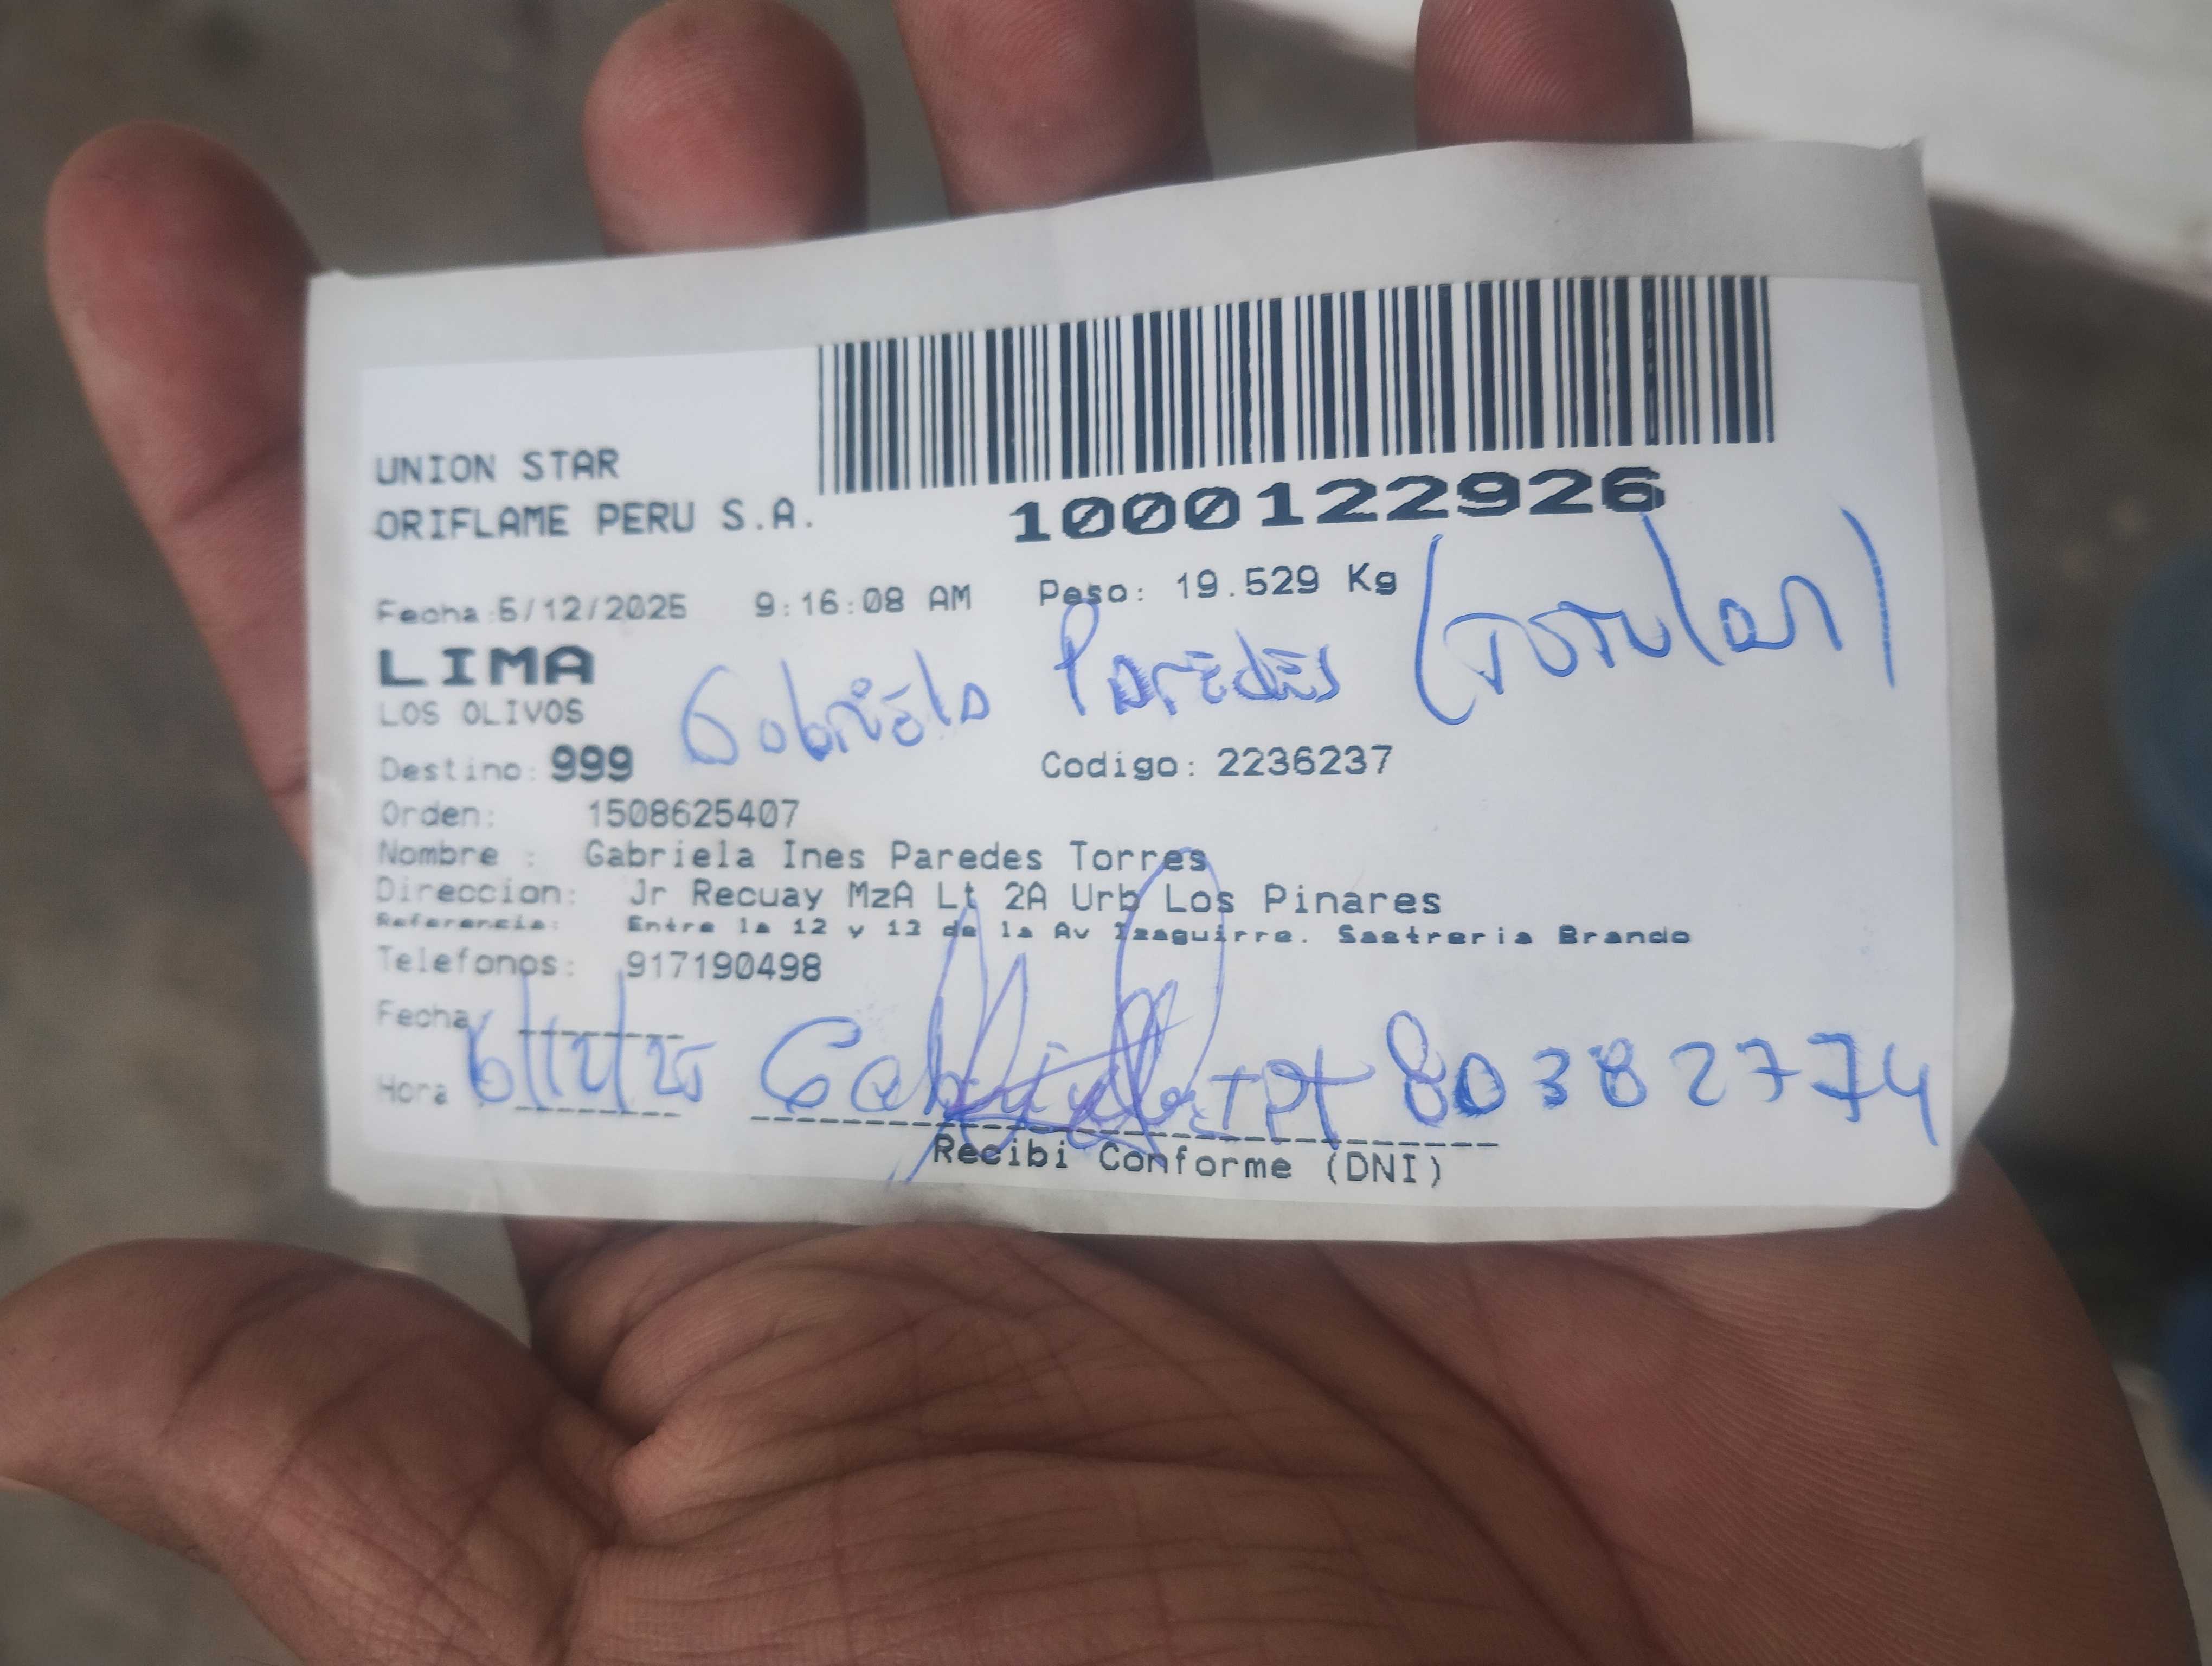 UNION STAR
ORIFLAME PERU S.A.
1000122926
Fecha:5/12/2025 9:16:08 AM Peso: 19.529 Kg
LIMA
LOS OLIVOS
Gabriela Paredes (Titular)
Destino: 999 Codigo: 2236237
Orden: 1508625407
Nombre : Gabriela Ines Paredes Torres
Direccion: Jr Recuay MzA Lt 2A Urb Los Pinares
Referencia: Entre la 12 y 13 de la Av Izaguirre. Sastreria Brando
Telefonos: 917190498
Fecha: 6/12/25
Hora : Gabriela 80382774
Recibi Conforme (DNI)